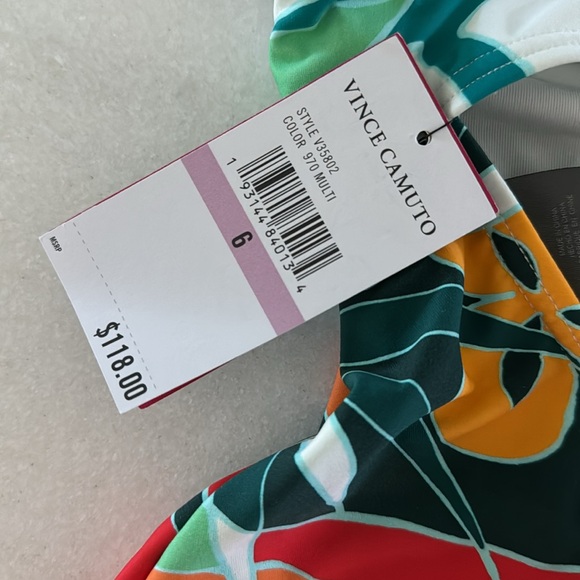 VINCE CAMUTO
STYLE V35802
COLOR 970 MULTI
1 93144 84013 4
6
MSRP
$118.00